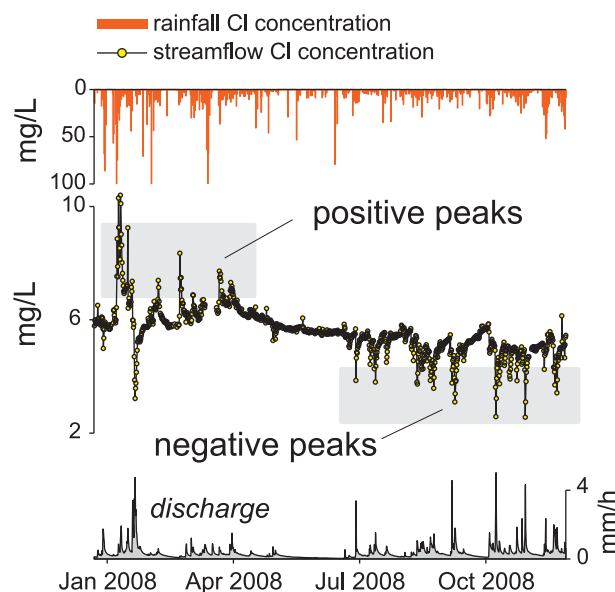 rainfall Cl concentration
streamflow Cl concentration
0
50
100
mg/L
10
6
2
mg/L
positive peaks
negative peaks
discharge
4
0
mm/h
Jan 2008 Apr 2008 Jul 2008 Oct 2008